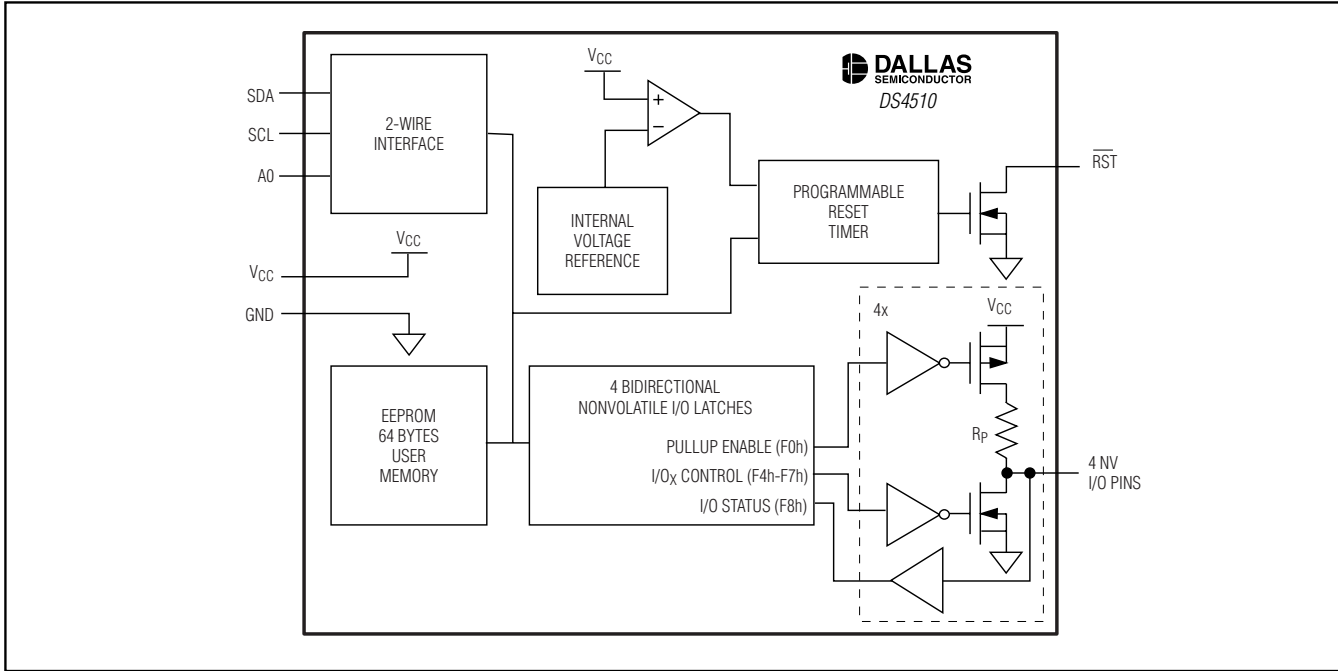 DALLAS
SEMICONDUCTOR
DS4510
SDA
SCL
A0
2-WIRE
INTERFACE
VCC
+
−
INTERNAL
VOLTAGE
REFERENCE
PROGRAMMABLE
RESET
TIMER
RST
VCC
VCC
GND
EEPROM
64 BYTES
USER
MEMORY
4 BIDIRECTIONAL
NONVOLATILE I/O LATCHES
PULLUP ENABLE (F0h)
I/OX CONTROL (F4h-F7h)
I/O STATUS (F8h)
4x
VCC
RP
4 NV
I/O PINS